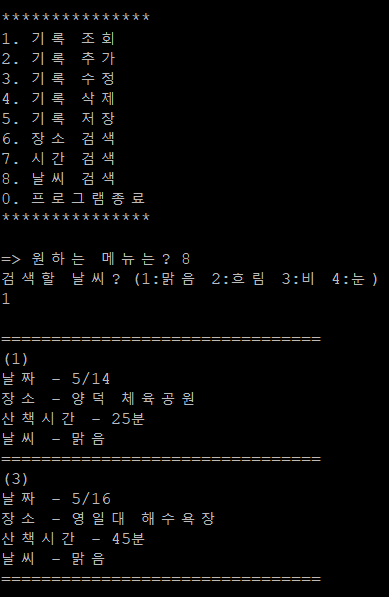 ***************
1. 기록 조회
2. 기록 추가
3. 기록 수정
4. 기록 삭제
5. 기록 저장
6. 장소 검색
7. 시간 검색
8. 날씨 검색
0. 프로그램종료
***************
=> 원하는 메뉴는? 8
검색할 날씨? (1:맑음 2:흐림 3:비 4:눈)
1
================================
(1)
날짜 - 5/14
장소 - 양덕 체육공원
산책시간 - 25분
날씨 - 맑음
================================
(3)
날짜 - 5/16
장소 - 영일대 해수욕장
산책시간 - 45분
날씨 - 맑음
================================